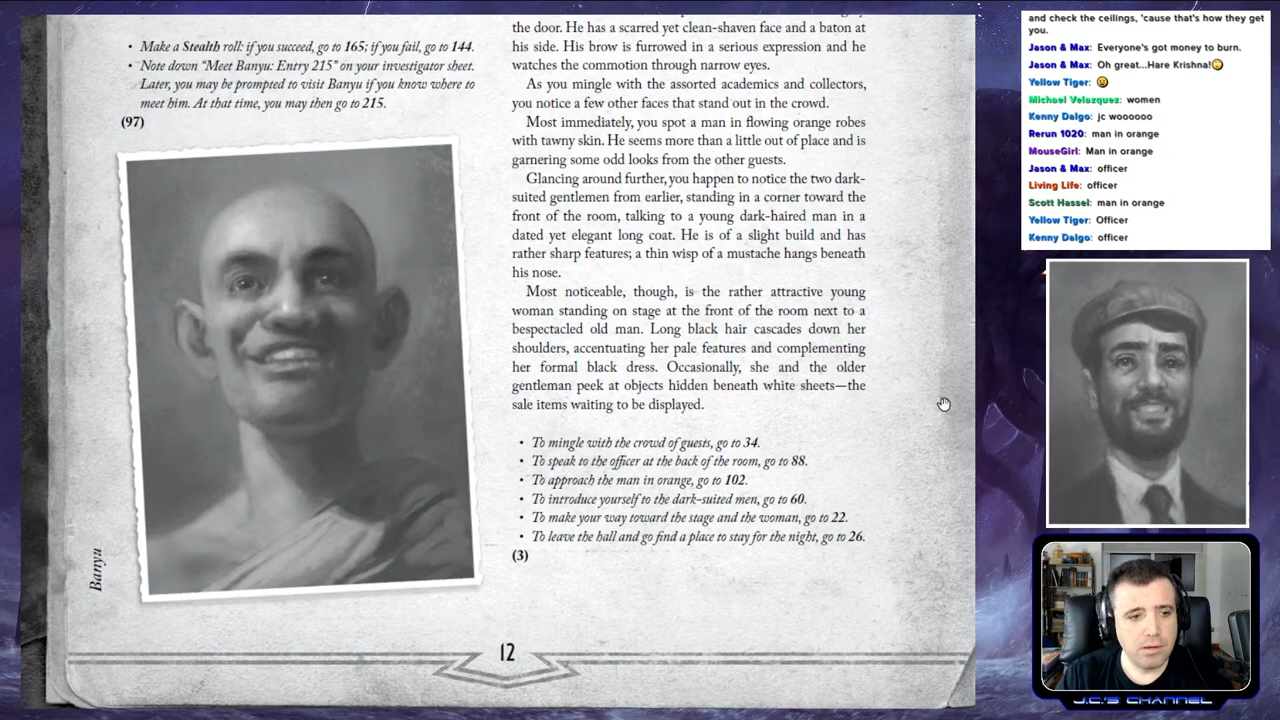 • Make a Stealth roll: if you succeed, go to 165; if you fail, go to 144.
• Note down “Meet Banyu: Entry 215” on your investigator sheet.
Later, you may be prompted to visit Banyu if you know where to
meet him. At that time, you may then go to 215.
(97)
Banyu
the door. He has a scarred yet clean-shaven face and a baton at
his side. His brow is furrowed in a serious expression and he
watches the commotion through narrow eyes.
As you mingle with the assorted academics and collectors,
you notice a few other faces that stand out in the crowd.
Most immediately, you spot a man in flowing orange robes
with tawny skin. He seems more than a little out of place and is
garnering some odd looks from the other guests.
Glancing around further, you happen to notice the two dark-
suited gentlemen from earlier, standing in a corner toward the
front of the room, talking to a young dark-haired man in a
dated yet elegant long coat. He is of a slight build and has
rather sharp features; a thin wisp of a mustache hangs beneath
his nose.
Most noticeable, though, is the rather attractive young
woman standing on stage at the front of the room next to a
bespectacled old man. Long black hair cascades down her
shoulders, accentuating her pale features and complementing
her formal black dress. Occasionally, she and the older
gentleman peek at objects hidden beneath white sheets—the
sale items waiting to be displayed.
• To mingle with the crowd of guests, go to 34.
• To speak to the officer at the back of the room, go to 88.
• To approach the man in orange, go to 102.
• To introduce yourself to the dark-suited men, go to 60.
• To make your way toward the stage and the woman, go to 22.
• To leave the hall and go find a place to stay for the night, go to 26.
(3)
12
and check the ceilings, 'cause that's how they get
you.
Jason & Max: Everyone's got money to burn.
Jason & Max: Oh great...Hare Krishna!🙄
Yellow Tiger: 😀
Michael Velazquez: women
Kenny Dalgo: jc woooooo
Rerun 1020: man in orange
MouseGirl: Man in orange
Jason & Max: officer
Living Life: officer
Scott Hassel: man in orange
Yellow Tiger: Officer
Kenny Dalgo: officer
J.C.'S CHANNEL